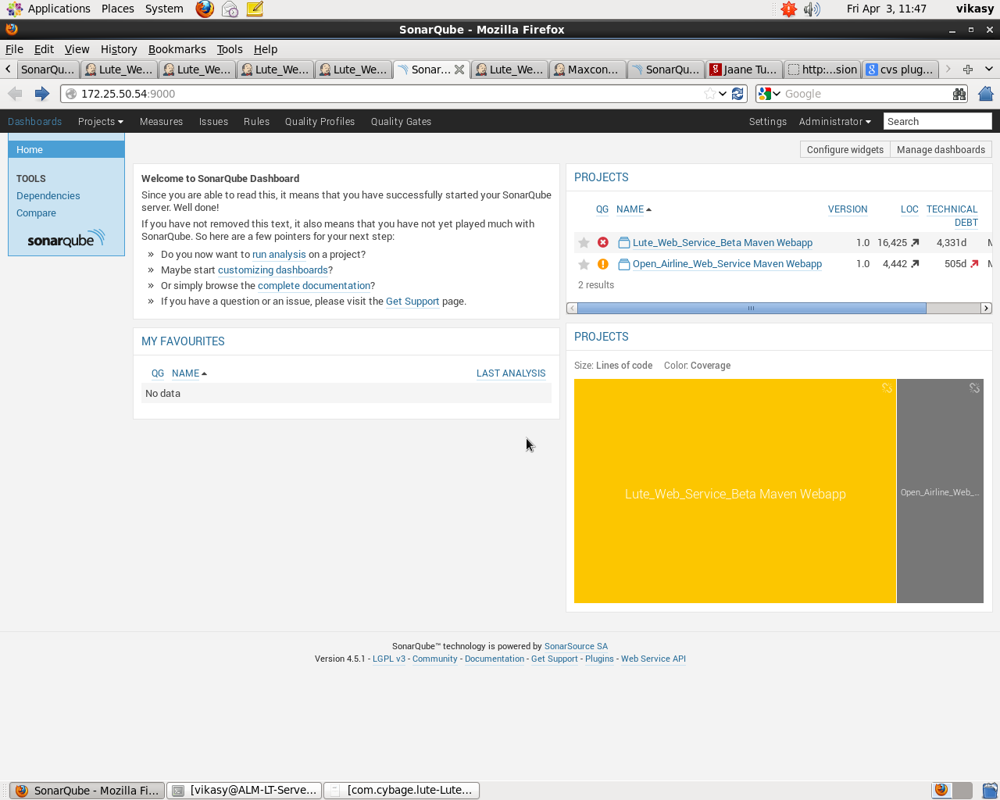 Applications Places System Fri Apr 3, 11:47 vikasy
SonarQube - Mozilla Firefox
File Edit View History Bookmarks Tools Help
SonarQu... Lute_We... Lute_We... Lute_We... Lute_We... Sonar... Lute_We... Maxcon... SonarQu... Jaane Tu... http:...sion cvs plug...
172.25.50.54:9000 Google
Dashboards Projects Measures Issues Rules Quality Profiles Quality Gates Settings Administrator Search
Home
Configure widgets Manage dashboards
TOOLS
Dependencies
Compare
sonarqube
Welcome to SonarQube Dashboard
Since you are able to read this, it means that you have successfully started your SonarQube
server. Well done!
If you have not removed this text, it also means that you have not yet played much with
SonarQube. So here are a few pointers for your next step:
» Do you now want to run analysis on a project?
» Maybe start customizing dashboards?
» Or simply browse the complete documentation?
» If you have a question or an issue, please visit the Get Support page.
MY FAVOURITES
QG NAME LAST ANALYSIS
No data
PROJECTS
QG NAME VERSION LOC TECHNICAL
DEBT
Lute_Web_Service_Beta Maven Webapp 1.0 16,425 4,331d M
Open_Airline_Web_Service Maven Webapp 1.0 4,442 505d M
2 results
PROJECTS
Size: Lines of code Color: Coverage
Lute_Web_Service_Beta Maven Webapp
Open_Airline_Web_...
SonarQube™ technology is powered by SonarSource SA
Version 4.5.1 - LGPL v3 - Community - Documentation - Get Support - Plugins - Web Service API
SonarQube - Mozilla Fi... [vikasy@ALM-LT-Serve... [com.cybage.lute-Lute...